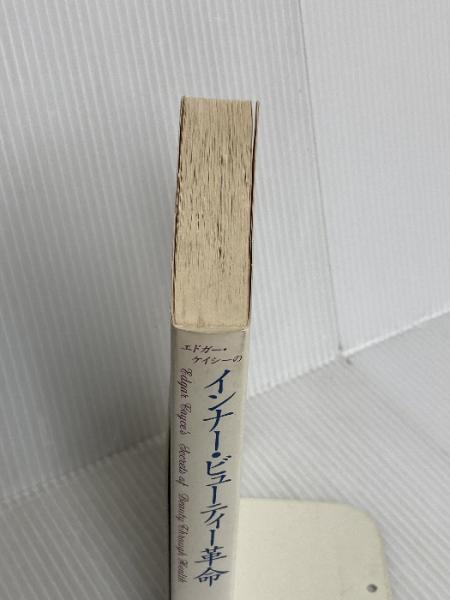 エドガー・
ケイシーの
インナー・ビューティー革命
Edgar Cayce's Secrets of Beauty Through Health